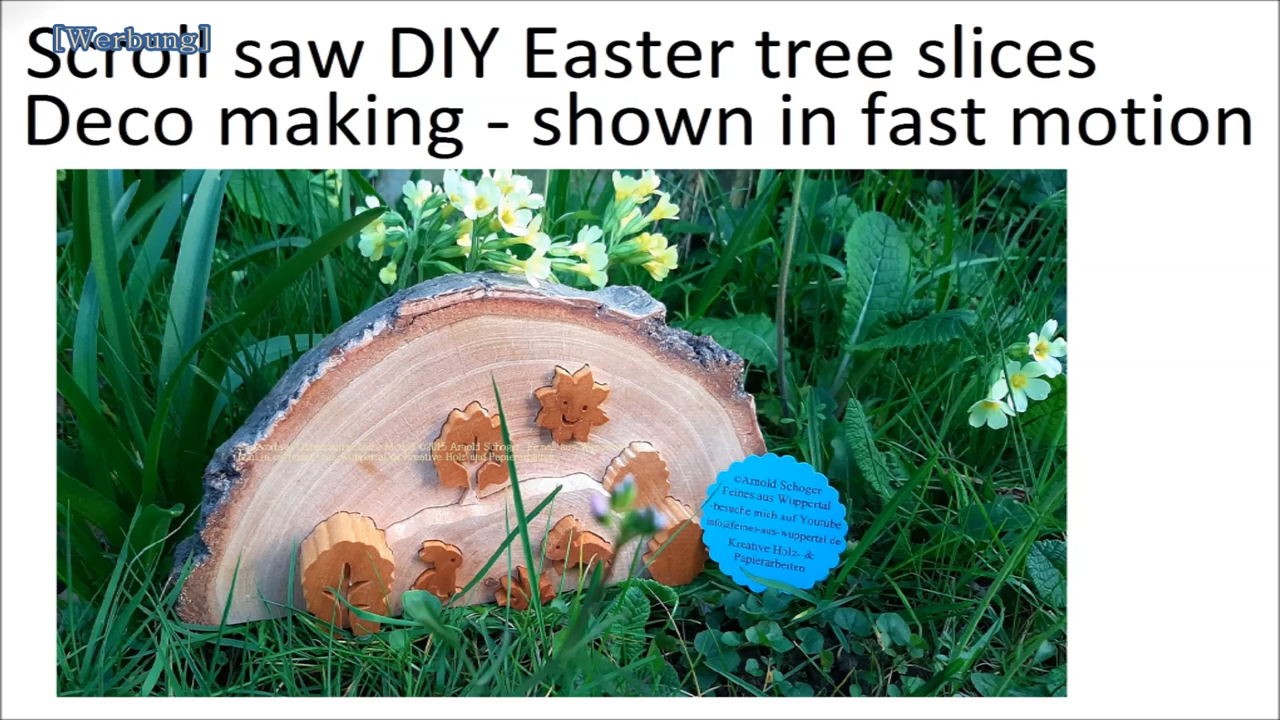 [Werbung]
Scroll saw DIY Easter tree slices
Deco making - shown in fast motion
©Arnold Schoger
Feines aus Wuppertal
-besuche mich auf Youtube
info@feines-aus-wuppertal.de
Kreative Holz- &
Papierarbeiten